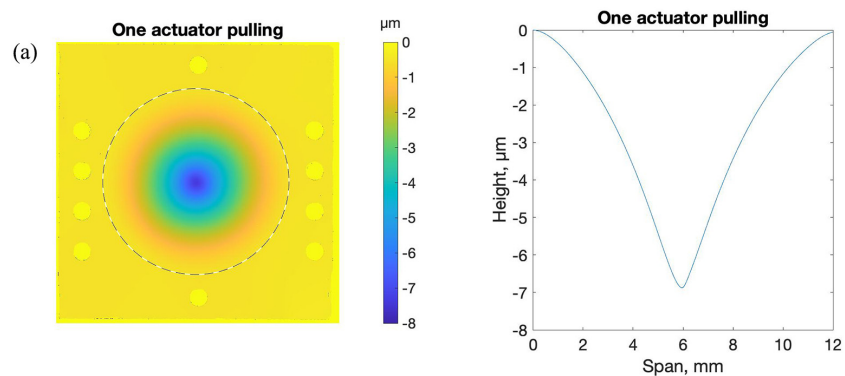 (a)
One actuator pulling
µm
0
-1
-2
-3
-4
-5
-6
-7
-8
One actuator pulling
Height, µm
0
-1
-2
-3
-4
-5
-6
-7
-8
0 2 4 6 8 10 12
Span, mm